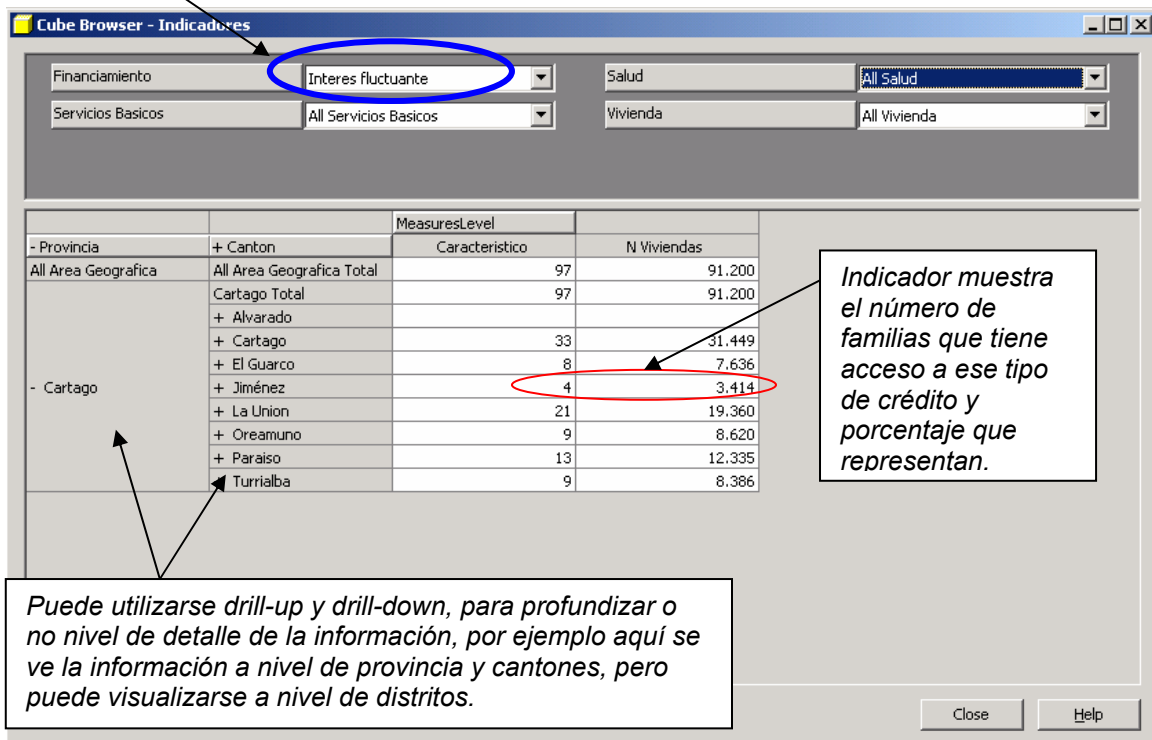 Cube Browser - Indicadores
Financiamiento Interes fluctuante Salud All Salud
Servicios Basicos All Servicios Basicos Vivienda All Vivienda
MeasuresLevel
- Provincia + Canton Caracteristico N Viviendas
All Area Geografica All Area Geografica Total 97 91.200
Cartago Total 97 91.200
+ Alvarado
+ Cartago 33 31.449
+ El Guarco 8 7.636
- Cartago + Jiménez 4 3.414
+ La Union 21 19.360
+ Oreamuno 9 8.620
+ Paraiso 13 12.335
+ Turrialba 9 8.386
Indicador muestra
el número de
familias que tiene
acceso a ese tipo
de crédito y
porcentaje que
representan.
Puede utilizarse drill-up y drill-down, para profundizar o
no nivel de detalle de la información, por ejemplo aquí se
ve la información a nivel de provincia y cantones, pero
puede visualizarse a nivel de distritos.
Close Help